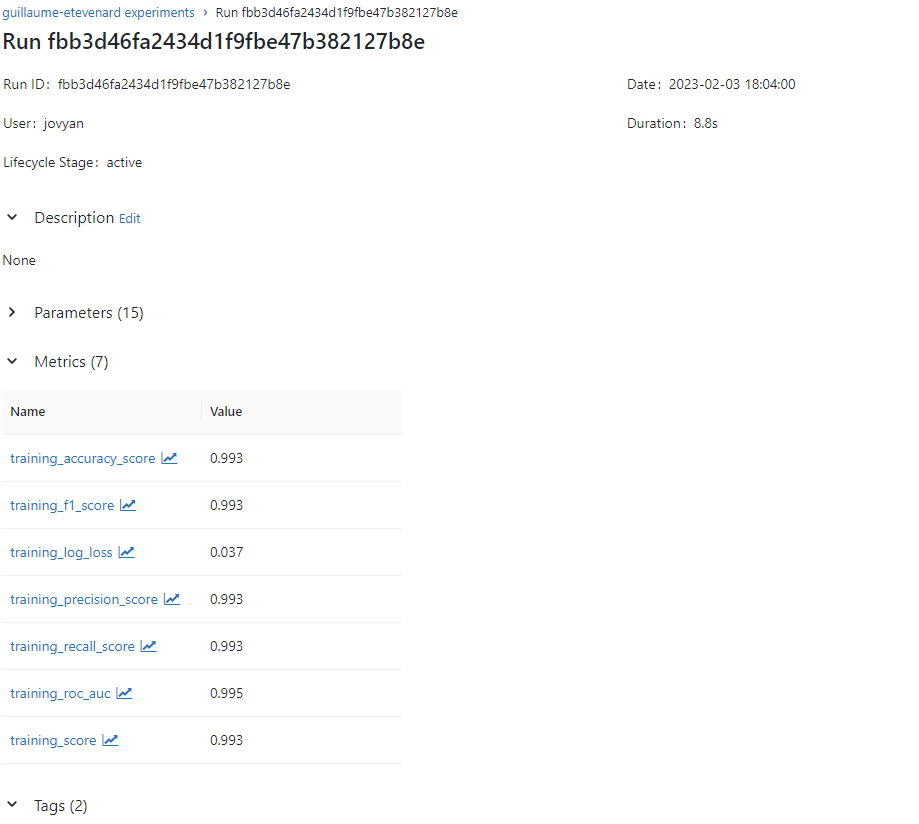 guillaume-etevenard experiments › Run fbb3d46fa2434d1f9fbe47b382127b8e
Run fbb3d46fa2434d1f9fbe47b382127b8e
Run ID: fbb3d46fa2434d1f9fbe47b382127b8e
Date: 2023-02-03 18:04:00
User: jovyan
Duration: 8.8s
Lifecycle Stage: active
Description Edit
None
Parameters (15)
Metrics (7)
Name Value
training_accuracy_score 0.993
training_f1_score 0.993
training_log_loss 0.037
training_precision_score 0.993
training_recall_score 0.993
training_roc_auc 0.995
training_score 0.993
Tags (2)